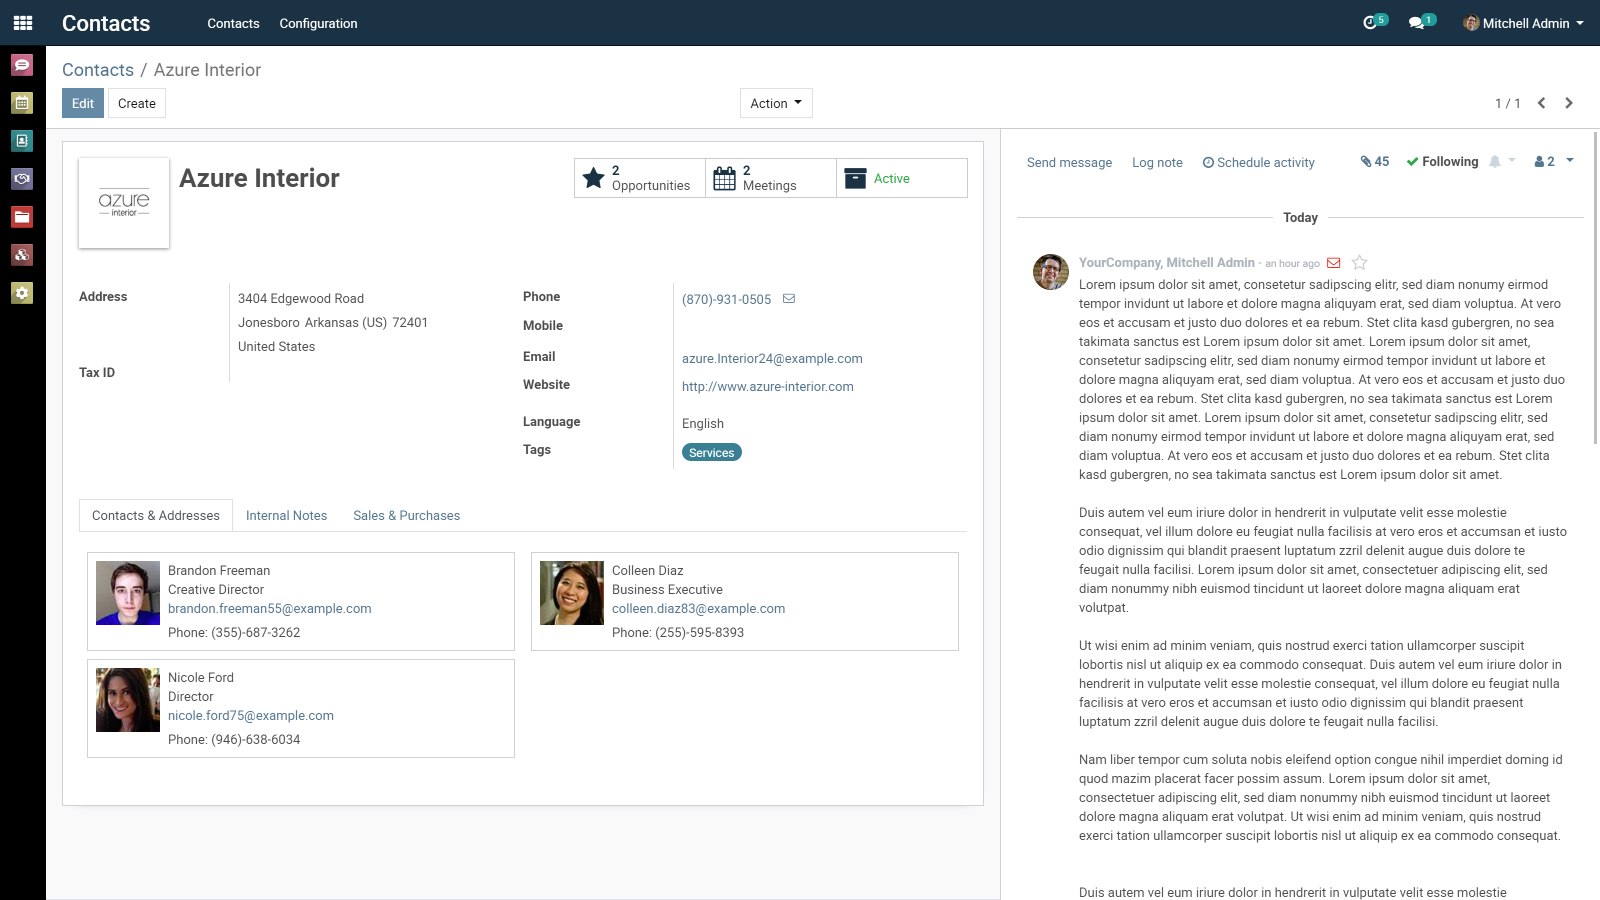 Contacts
Contacts
Configuration
5
1
Mitchell Admin
Contacts / Azure Interior
Edit
Create
Action
1 / 1
azure
interior
Azure Interior
2
Opportunities
2
Meetings
Active
Address
3404 Edgewood Road
Jonesboro Arkansas (US) 72401
United States
Tax ID
Phone
(870)-931-0505
Mobile
Email
azure.Interior24@example.com
Website
http://www.azure-interior.com
Language
English
Tags
Services
Contacts & Addresses
Internal Notes
Sales & Purchases
Brandon Freeman
Creative Director
brandon.freeman55@example.com
Phone: (355)-687-3262
Colleen Diaz
Business Executive
colleen.diaz83@example.com
Phone: (255)-595-8393
Nicole Ford
Director
nicole.ford75@example.com
Phone: (946)-638-6034
Send message
Log note
Schedule activity
45
Following
2
Today
YourCompany, Mitchell Admin - an hour ago
Lorem ipsum dolor sit amet, consetetur sadipscing elitr, sed diam nonumy eirmod
tempor invidunt ut labore et dolore magna aliquyam erat, sed diam voluptua. At vero
eos et accusam et justo duo dolores et ea rebum. Stet clita kasd gubergren, no sea
takimata sanctus est Lorem ipsum dolor sit amet. Lorem ipsum dolor sit amet,
consetetur sadipscing elitr, sed diam nonumy eirmod tempor invidunt ut labore et
dolore magna aliquyam erat, sed diam voluptua. At vero eos et accusam et justo duo
dolores et ea rebum. Stet clita kasd gubergren, no sea takimata sanctus est Lorem
ipsum dolor sit amet. Lorem ipsum dolor sit amet, consetetur sadipscing elitr, sed
diam nonumy eirmod tempor invidunt ut labore et dolore magna aliquyam erat, sed
diam voluptua. At vero eos et accusam et justo duo dolores et ea rebum. Stet clita
kasd gubergren, no sea takimata sanctus est Lorem ipsum dolor sit amet.
Duis autem vel eum iriure dolor in hendrerit in vulputate velit esse molestie
consequat, vel illum dolore eu feugiat nulla facilisis at vero eros et accumsan et iusto
odio dignissim qui blandit praesent luptatum zzril delenit augue duis dolore te
feugait nulla facilisi. Lorem ipsum dolor sit amet, consectetuer adipiscing elit, sed
diam nonummy nibh euismod tincidunt ut laoreet dolore magna aliquam erat
volutpat.
Ut wisi enim ad minim veniam, quis nostrud exerci tation ullamcorper suscipit
lobortis nisl ut aliquip ex ea commodo consequat. Duis autem vel eum iriure dolor in
hendrerit in vulputate velit esse molestie consequat, vel illum dolore eu feugiat nulla
facilisis at vero eros et accumsan et iusto odio dignissim qui blandit praesent
luptatum zzril delenit augue duis dolore te feugait nulla facilisi.
Nam liber tempor cum soluta nobis eleifend option congue nihil imperdiet doming id
quod mazim placerat facer possim assum. Lorem ipsum dolor sit amet,
consectetuer adipiscing elit, sed diam nonummy nibh euismod tincidunt ut laoreet
dolore magna aliquam erat volutpat. Ut wisi enim ad minim veniam, quis nostrud
exerci tation ullamcorper suscipit lobortis nisl ut aliquip ex ea commodo consequat.
Duis autem vel eum iriure dolor in hendrerit in vulputate velit esse molestie